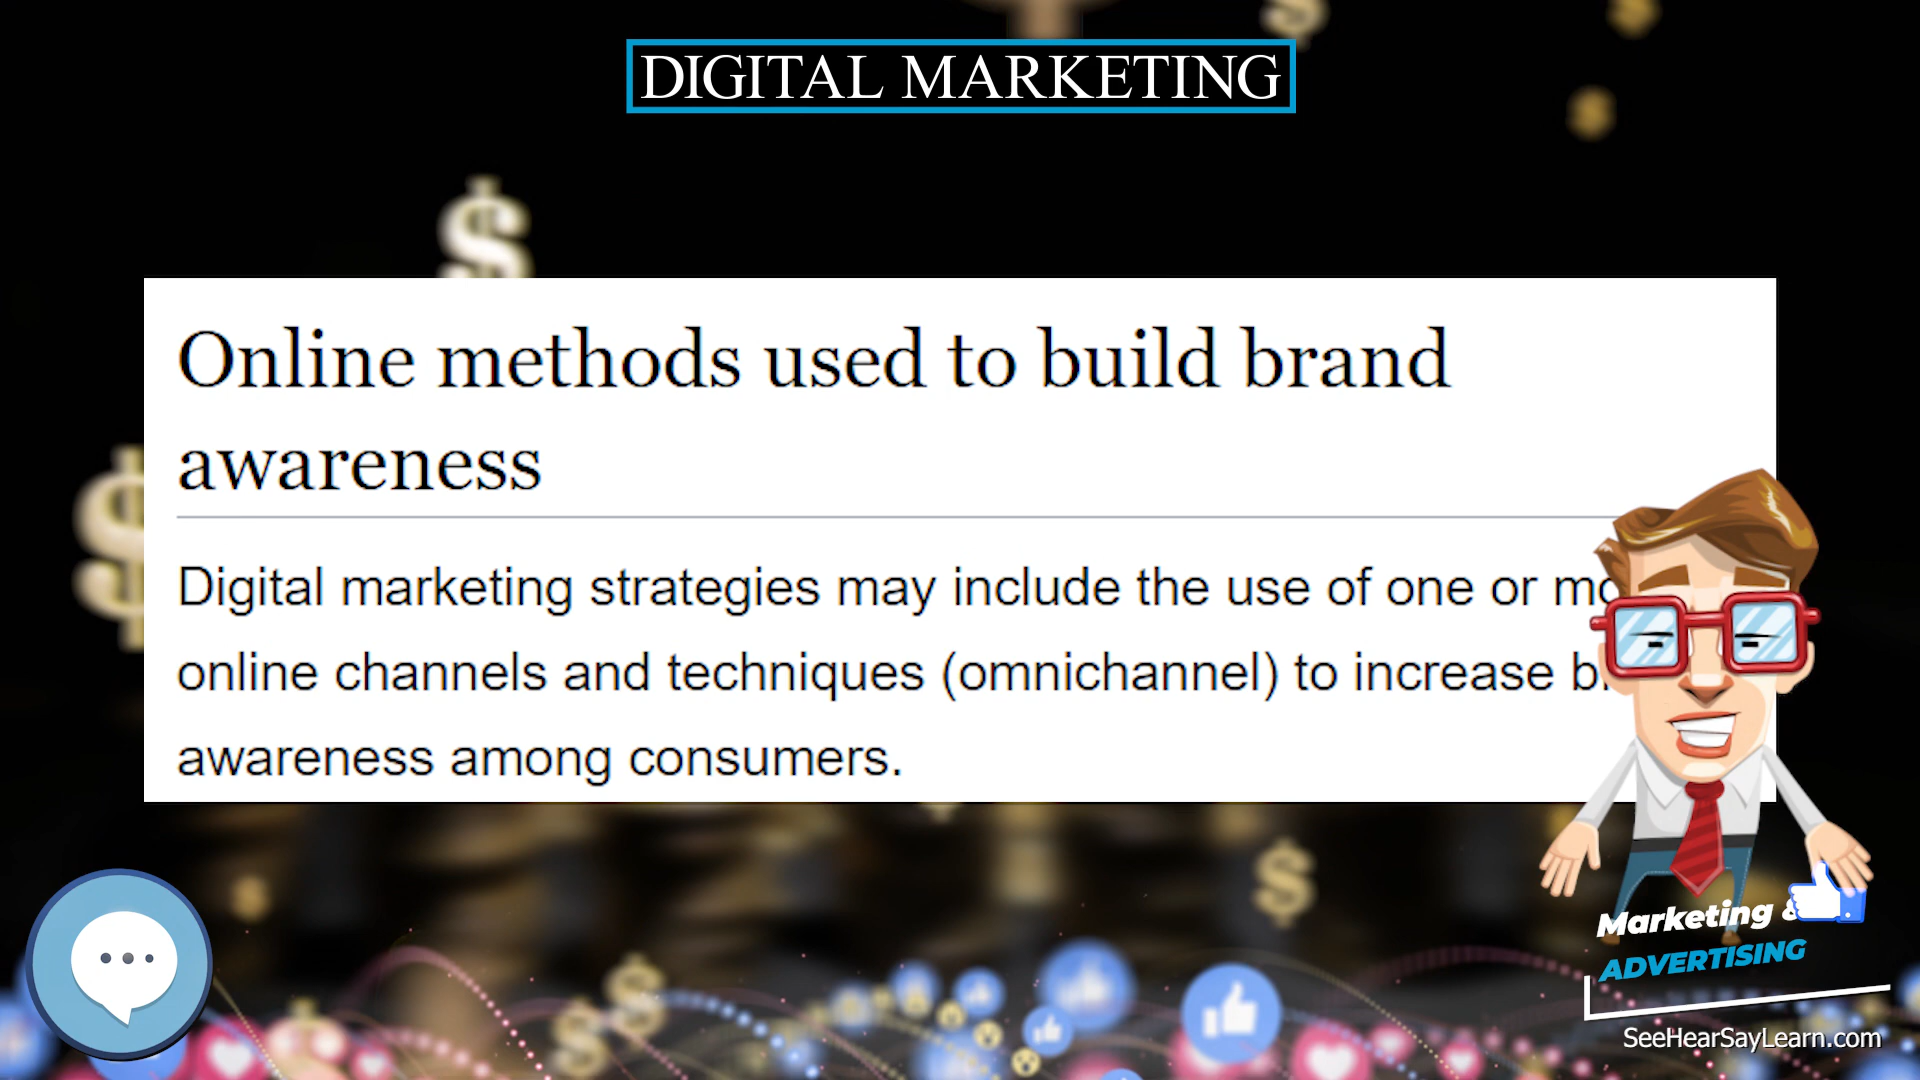 DIGITAL MARKETING
Online methods used to build brand
awareness
Digital marketing strategies may include the use of one or
online channels and techniques (omnichannel) to increase
awareness among consumers.
Marketing &
ADVERTISING
SeeHearSayLearn.com